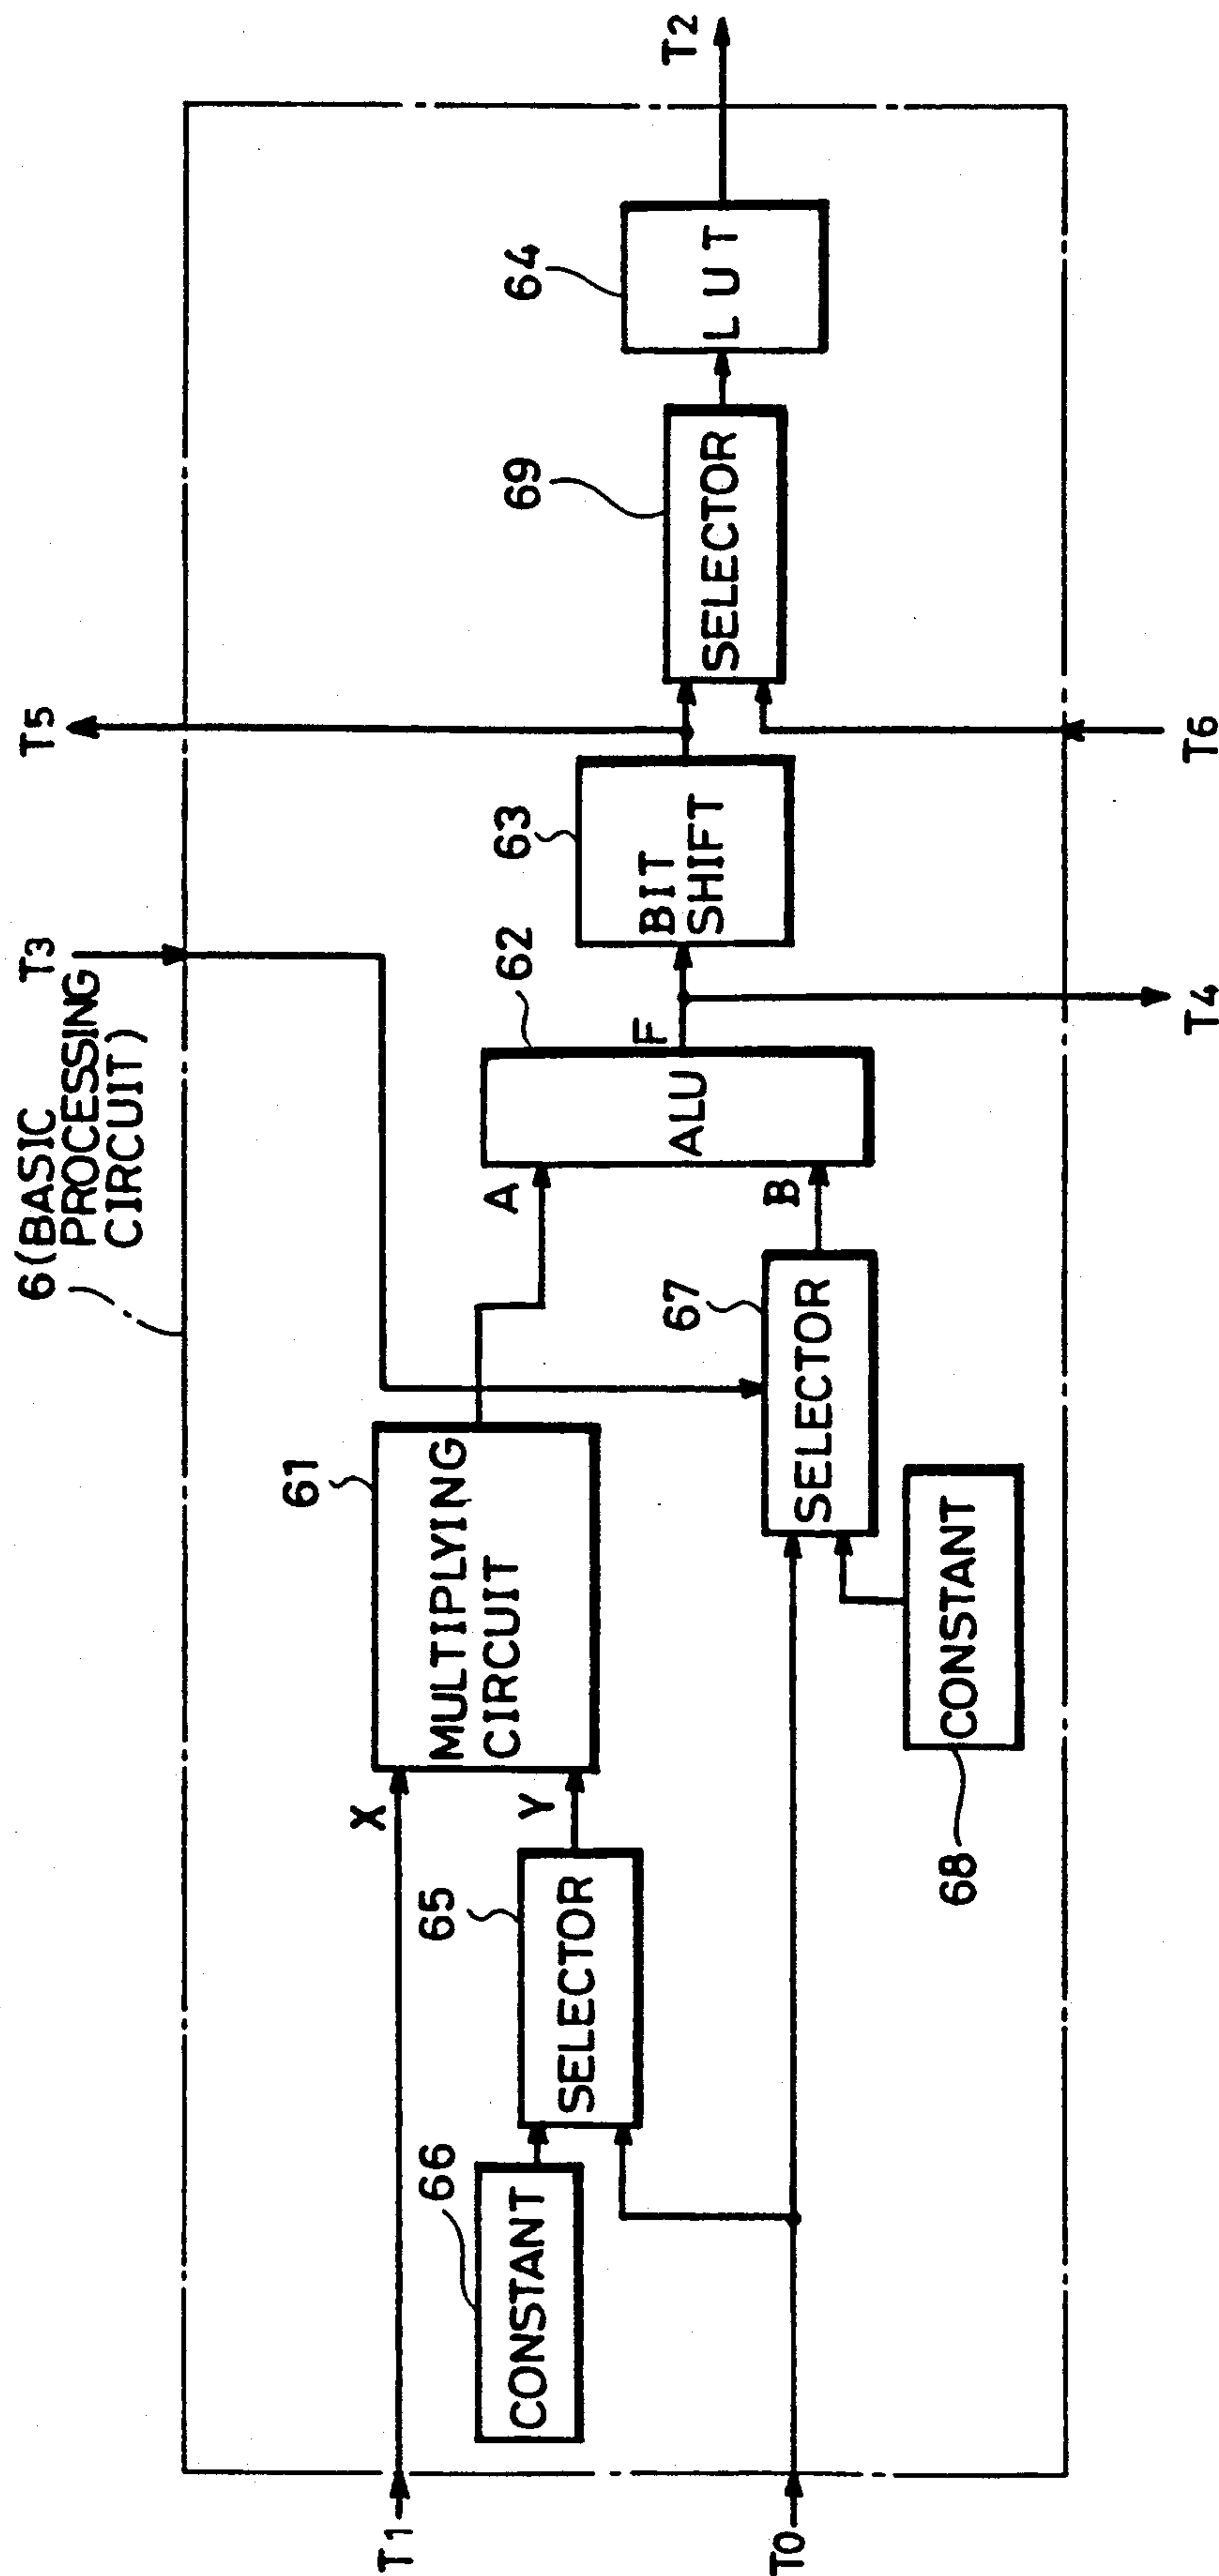 6 (BASIC
PROCESSING
CIRCUIT)
T3
T5
T2
61
MULTIPLYING
CIRCUIT
X
Y
65
SELECTOR
66
CONSTANT
T1
T0
67
SELECTOR
68
CONSTANT
A
B
62
ALU
F
63
BIT
SHIFT
69
SELECTOR
64
LUT
T4
T6